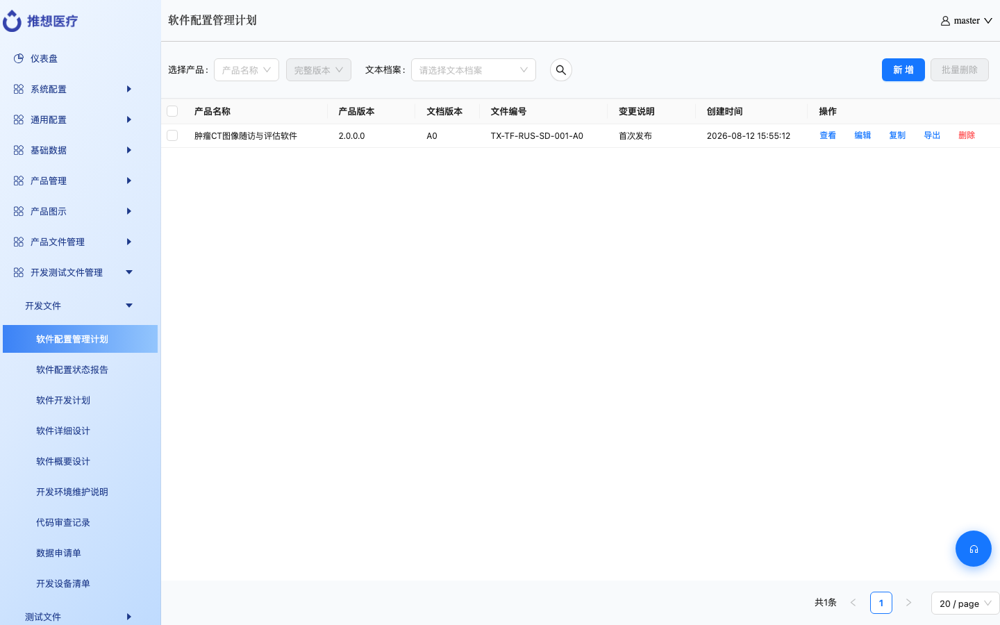 推想医疗
软件配置管理计划
master
仪表盘
系统配置
通用配置
基础数据
产品管理
产品图示
产品文件管理
开发测试文件管理
开发文件
软件配置管理计划
软件配置状态报告
软件开发计划
软件详细设计
软件概要设计
开发环境维护说明
代码审查记录
数据申请单
开发设备清单
测试文件
选择产品: 产品名称 完整版本 文本档案: 请选择文本档案 新 增 批量删除
产品名称 产品版本 文档版本 文件编号 变更说明 创建时间 操作
肿瘤CT图像随访与评估软件 2.0.0.0 A0 TX-TF-RUS-SD-001-A0 首次发布 2026-08-12 15:55:12 查看 编辑 复制 导出 删除
共1条 1 20 / page